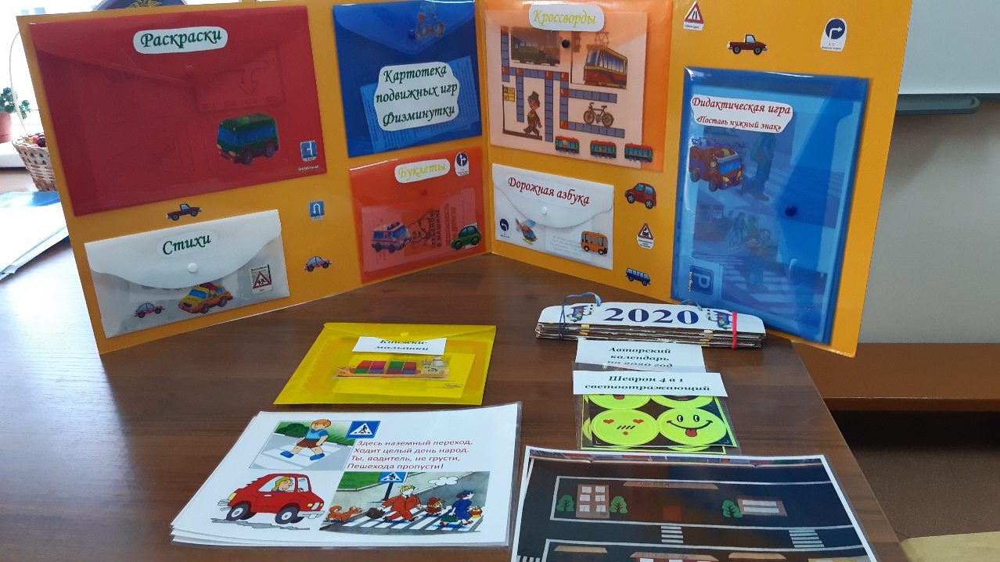 Раскраски
Картотека
подвижных игр
Физминутки
Кроссворды
Дидактическая игра
«Поставь нужный знак»
Буклеты
Дорожная азбука
Стихи
2020
Книжки-
малышки
Авторский
календарь
на 2020 год
Шеврон 4 в 1
светоотражающий
Здесь наземный переход,
Ходит целый день народ.
Ты, водитель, не грусти,
Пешехода пропусти!